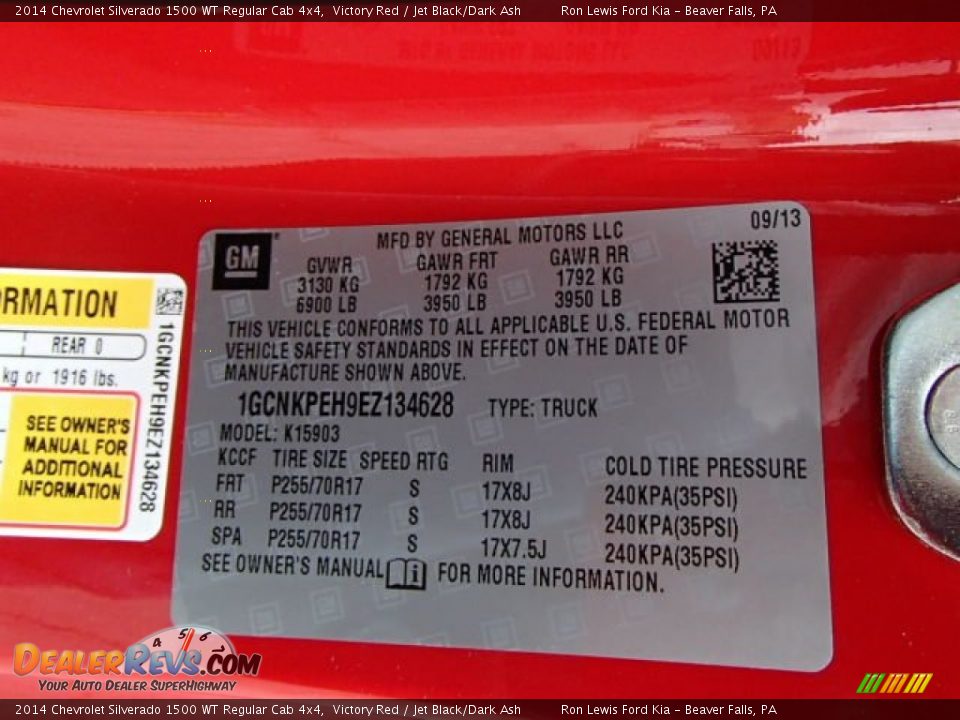 2014 Chevrolet Silverado 1500 WT Regular Cab 4x4, Victory Red / Jet Black/Dark Ash Ron Lewis Ford Kia - Beaver Falls, PA
09/13
GM MFD BY GENERAL MOTORS LLC
GVWR GAWR FRT GAWR RR
3130 KG 1792 KG 1792 KG
6900 LB 3950 LB 3950 LB
THIS VEHICLE CONFORMS TO ALL APPLICABLE U.S. FEDERAL MOTOR
VEHICLE SAFETY STANDARDS IN EFFECT ON THE DATE OF
MANUFACTURE SHOWN ABOVE.
1GCNKPEH9EZ134628 TYPE: TRUCK
MODEL: K15903
KCCF TIRE SIZE SPEED RTG RIM COLD TIRE PRESSURE
FRT P255/70R17 S 17X8J 240KPA(35PSI)
RR P255/70R17 S 17X8J 240KPA(35PSI)
SPA P255/70R17 S 17X7.5J 240KPA(35PSI)
SEE OWNER'S MANUAL FOR MORE INFORMATION.
ORMATION
REAR 0
kg or 1916 lbs.
SEE OWNER'S
MANUAL FOR
ADDITIONAL
INFORMATION
1GCNKPEH9EZ134628
4 5 6
DEALERREVS.COM
YOUR AUTO DEALER SUPERHIGHWAY
2014 Chevrolet Silverado 1500 WT Regular Cab 4x4, Victory Red / Jet Black/Dark Ash Ron Lewis Ford Kia - Beaver Falls, PA